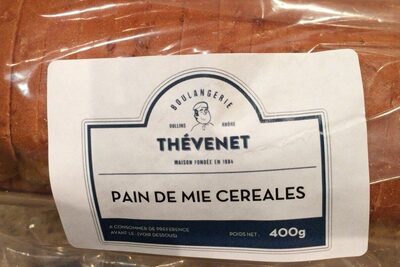 BOULANGERIE
OULLINS RHÔNE
THÉVENET
MAISON FONDÉE EN 1984
PAIN DE MIE CEREALES
A CONSOMMER DE PREFERENCE
AVANT LE : (VOIR DESSOUS)
POIDS NET : 400g